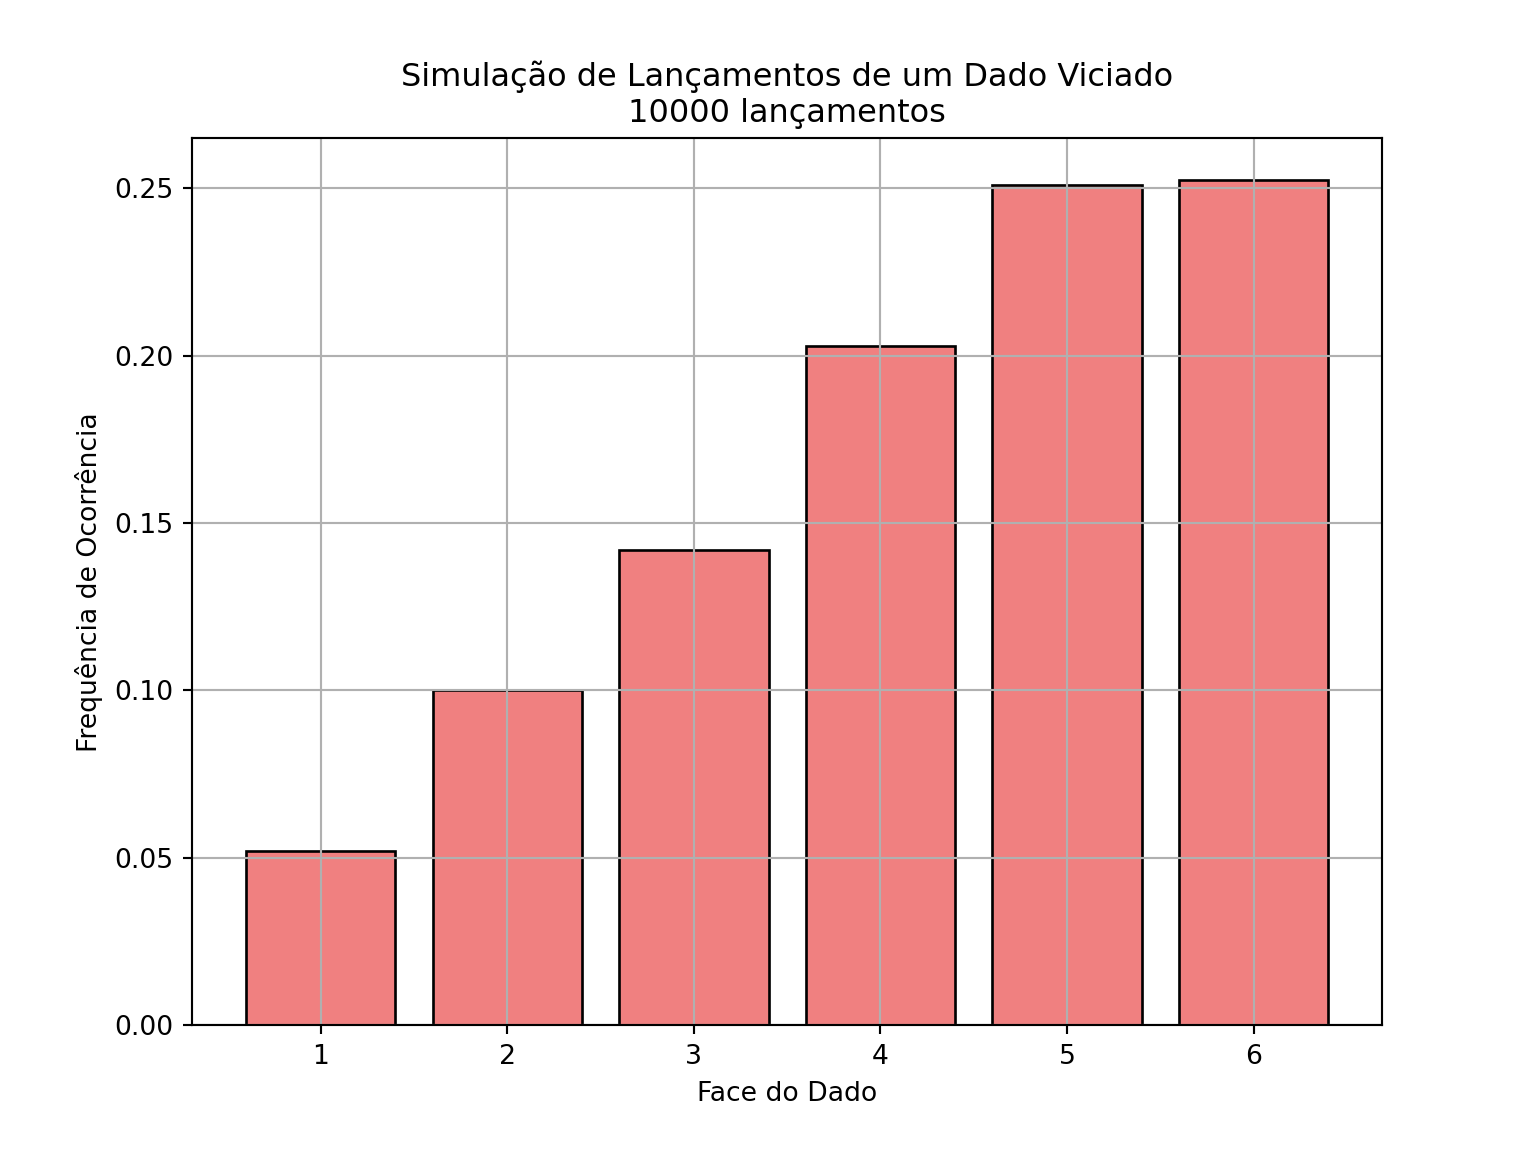 Simulação de Lançamentos de um Dado Viciado
10000 lançamentos
Frequência de Ocorrência
0.25
0.20
0.15
0.10
0.05
0.00
1 2 3 4 5 6
Face do Dado